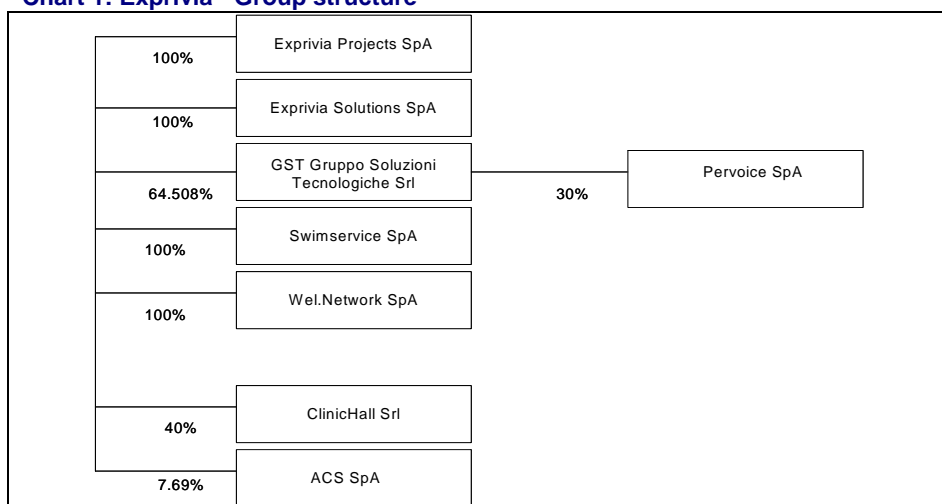 Chart 1: Exprivia - Group structure
Exprivia Projects SpA
100%
Exprivia Solutions SpA
100%
GST Gruppo Soluzioni
Tecnologiche Srl
Pervoice SpA
64.508%
30%
Swimservice SpA
100%
Wel.Network SpA
100%
ClinicHall Srl
40%
ACS SpA
7.69%